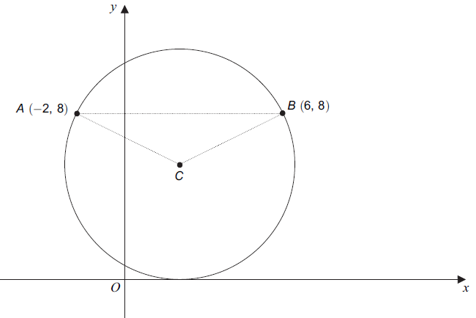 y
A (−2, 8)
B (6, 8)
C
O
x